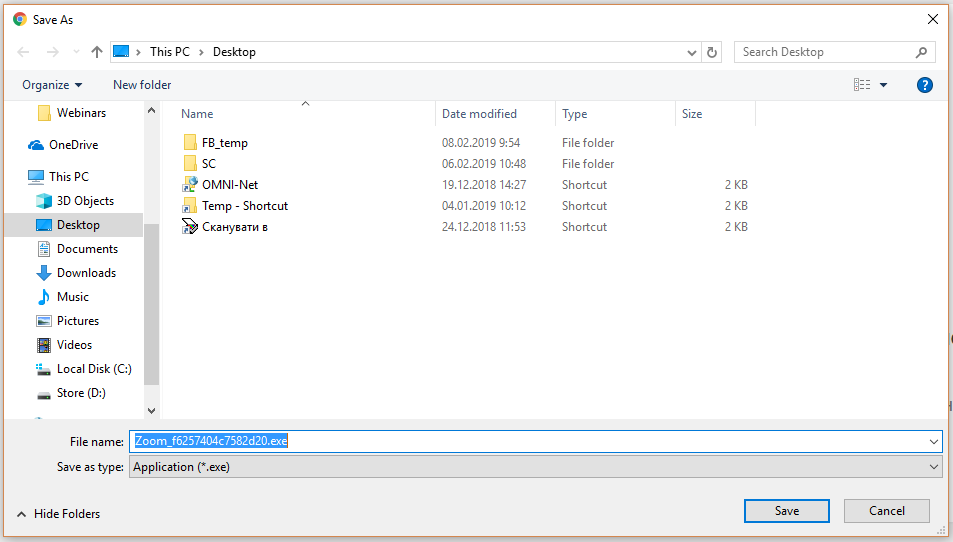 Save As
This PC > Desktop
Search Desktop
Organize
New folder
?
Name
Date modified
Type
Size
Webinars
OneDrive
This PC
3D Objects
Desktop
Documents
Downloads
Music
Pictures
Videos
Local Disk (C:)
Store (D:)
FB_temp 08.02.2019 9:54 File folder
SC 06.02.2019 10:48 File folder
OMNI-Net 19.12.2018 14:27 Shortcut 2 KB
Temp - Shortcut 04.01.2019 10:12 Shortcut 2 KB
Сканувати в 24.12.2018 11:53 Shortcut 2 KB
File name: Zoom_f6257404c7582d20.exe
Save as type: Application (*.exe)
Hide Folders
Save
Cancel